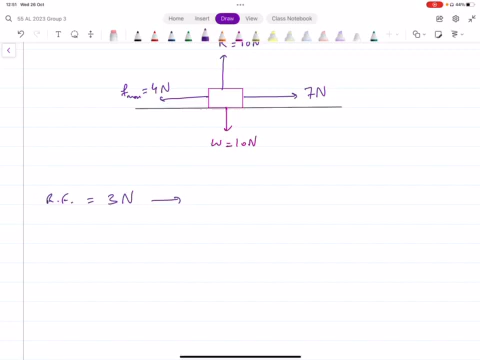 12:51 Wed 26 Oct
44%
S5 AL 2023 Group 3
Home Insert Draw View Class Notebook
R = 10N
fmax = 4N
7N
W = 10N
R.F. = 3N →